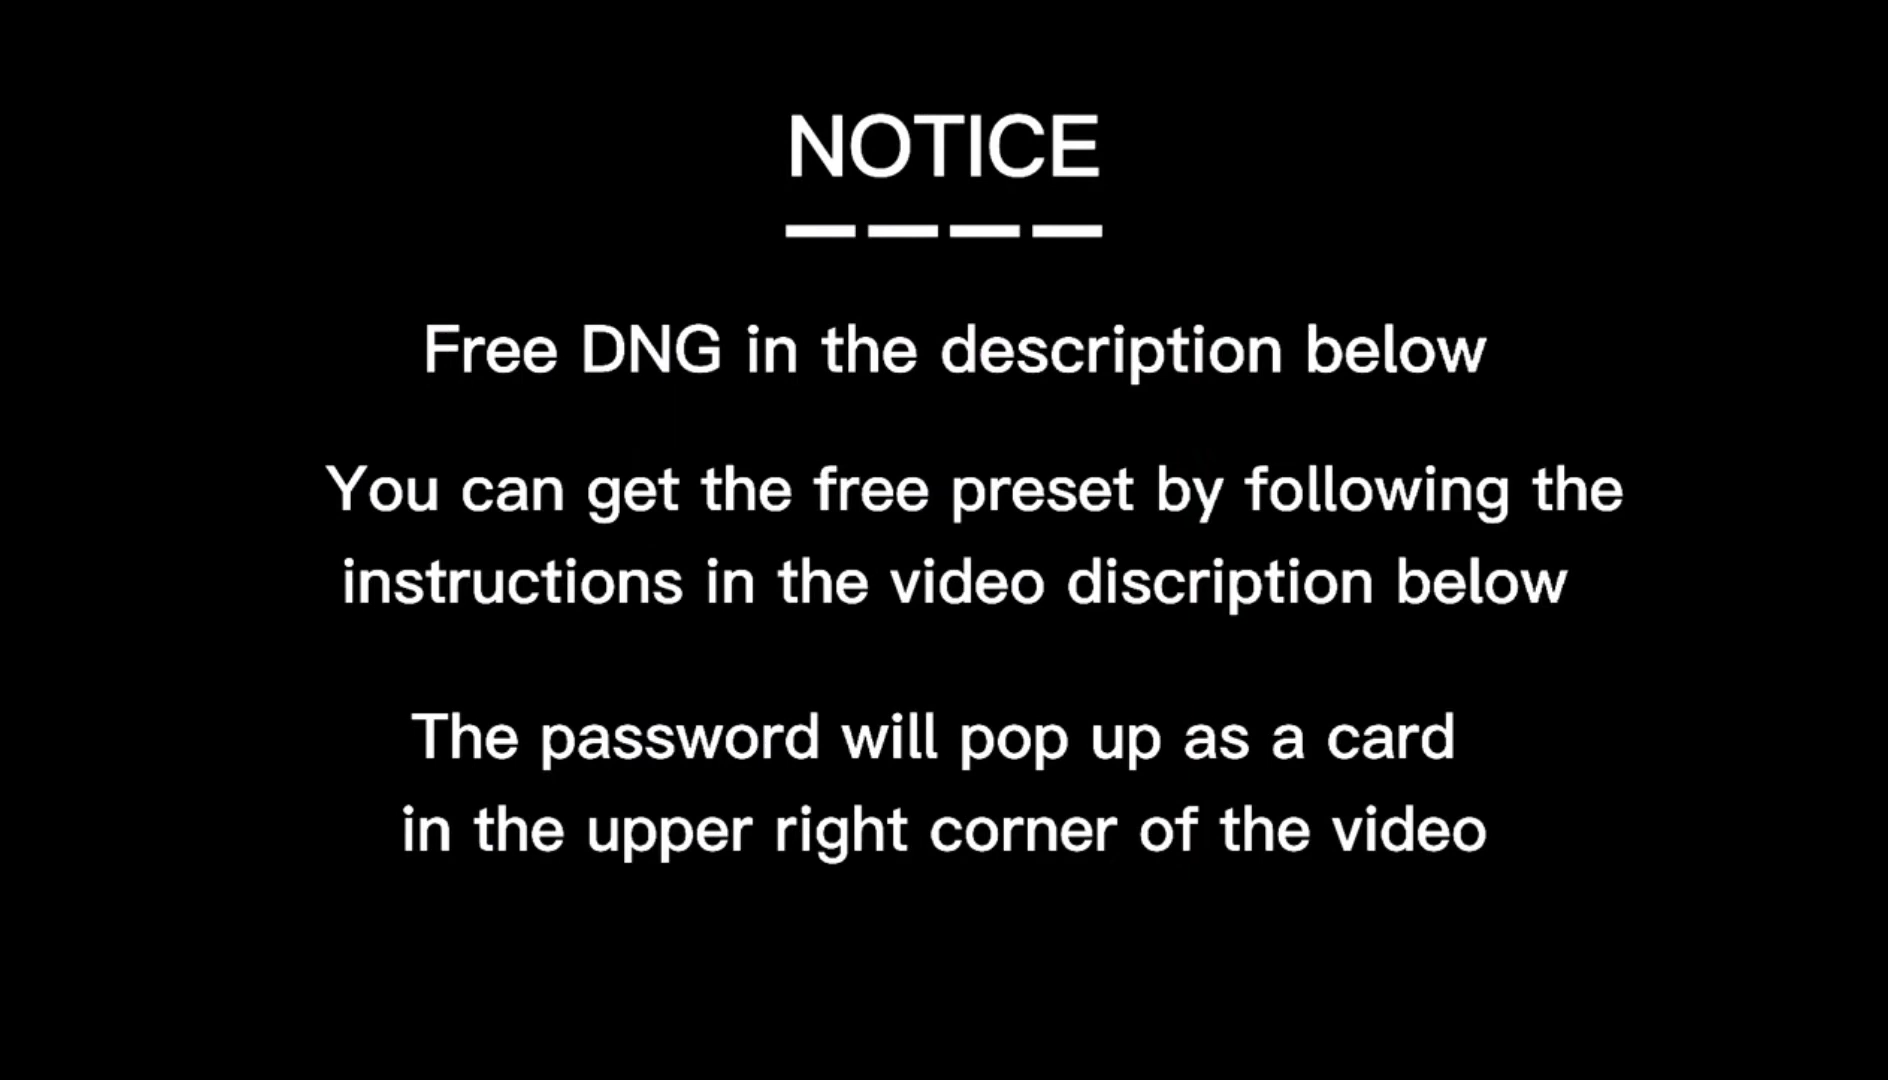 NOTICE
Free DNG in the description below
You can get the free preset by following the
instructions in the video discription below
The password will pop up as a card
in the upper right corner of the video